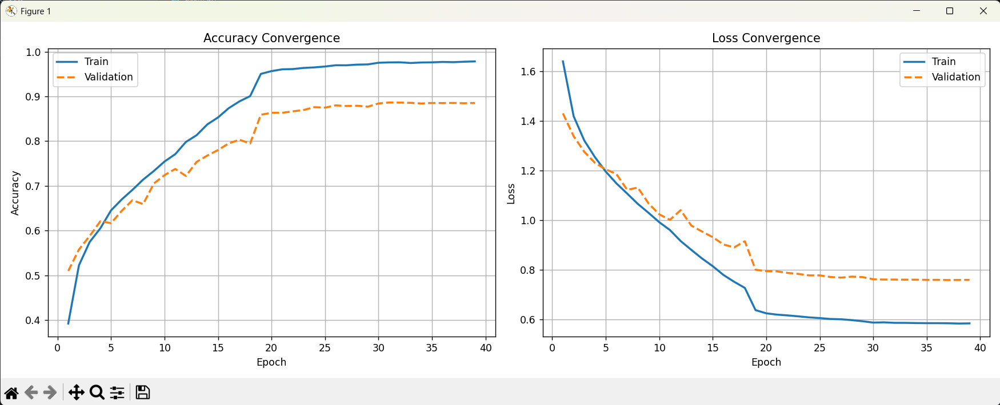 Figure 1
Accuracy Convergence
Train
Validation
1.0
0.9
0.8
0.7
0.6
0.5
0.4
Accuracy
0 5 10 15 20 25 30 35 40
Epoch
Loss Convergence
Train
Validation
1.6
1.4
1.2
1.0
0.8
0.6
Loss
0 5 10 15 20 25 30 35 40
Epoch